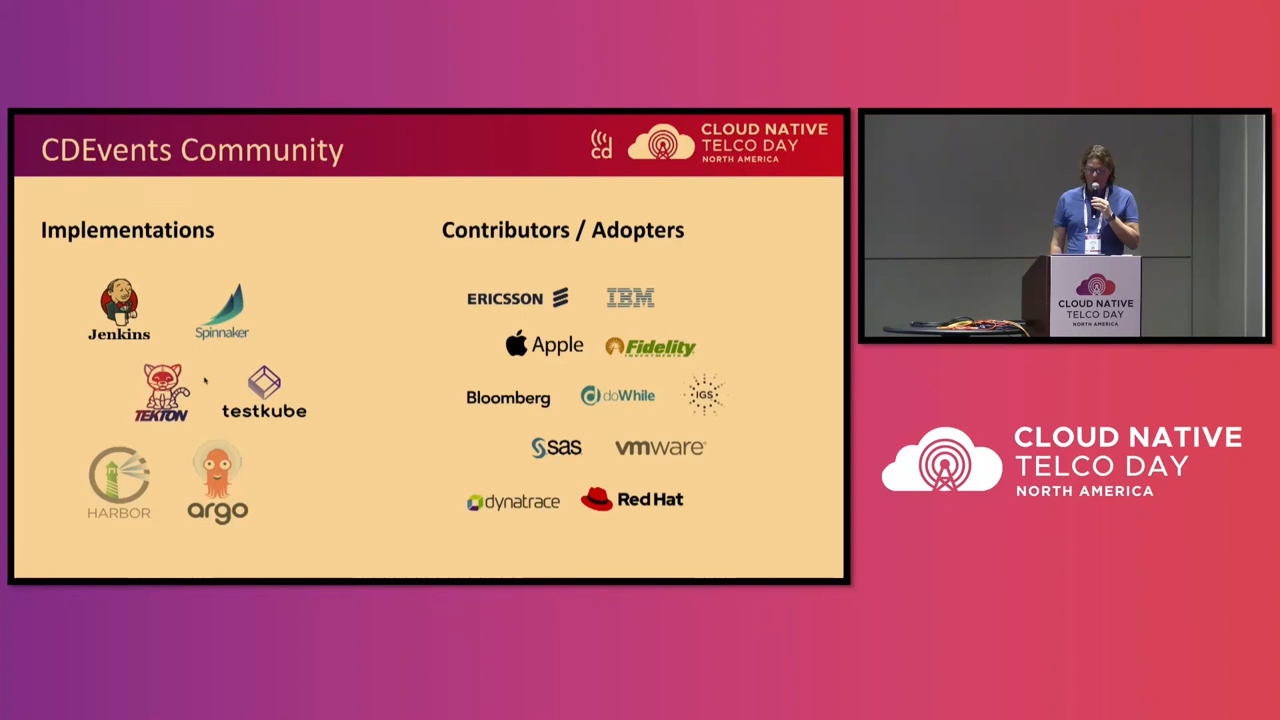 CDEvents Community
cd
CLOUD NATIVE
TELCO DAY
NORTH AMERICA
Implementations
Contributors / Adopters
Jenkins
Spinnaker
TEKTON
testkube
HARBOR
argo
ERICSSON
IBM
Apple
Fidelity
INVESTMENTS
Bloomberg
doWhile
IGS
sas
vmware
dynatrace
Red Hat
CLOUD NATIVE
TELCO DAY
NORTH AMERICA
CLOUD NATIVE
TELCO DAY
NORTH AMERICA